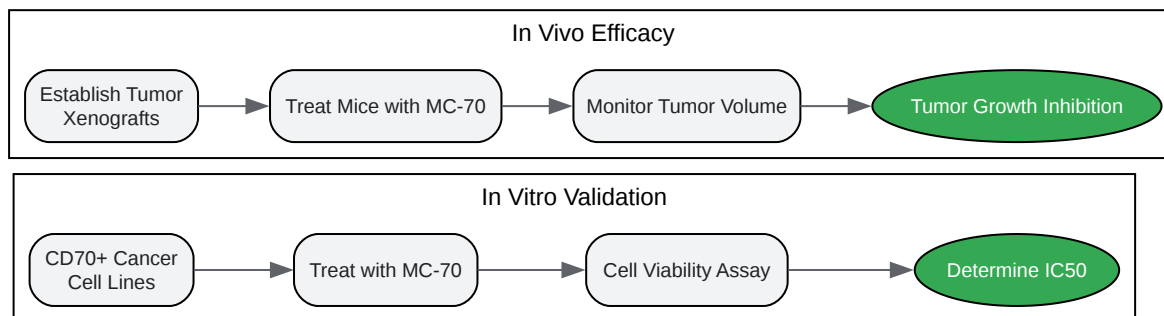 In Vivo Efficacy
Establish Tumor
Xenografts
Treat Mice with MC-70
Monitor Tumor Volume
Tumor Growth Inhibition
In Vitro Validation
CD70+ Cancer
Cell Lines
Treat with MC-70
Cell Viability Assay
Determine IC50